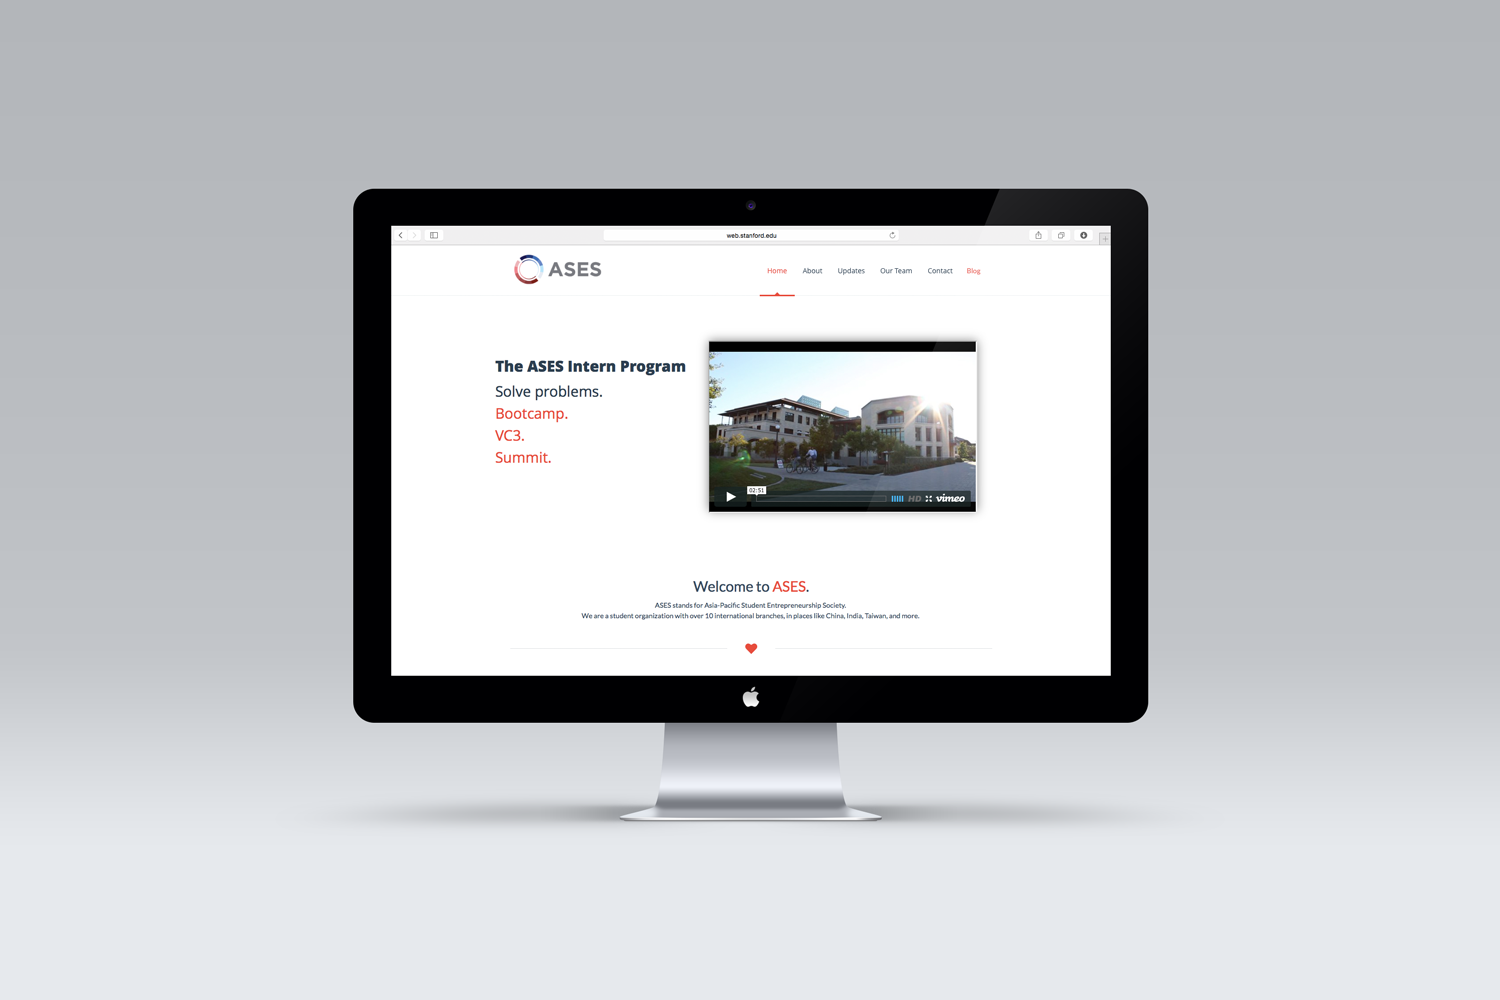 web.stanford.edu
ASES
Home About Updates Our Team Contact Blog
The ASES Intern Program
Solve problems.
Bootcamp.
VC3.
Summit.
02:51
HD vimeo
Welcome to ASES.
ASES stands for Asia-Pacific Student Entrepreneurship Society.
We are a student organization with over 10 international branches, in places like China, India, Taiwan, and more.